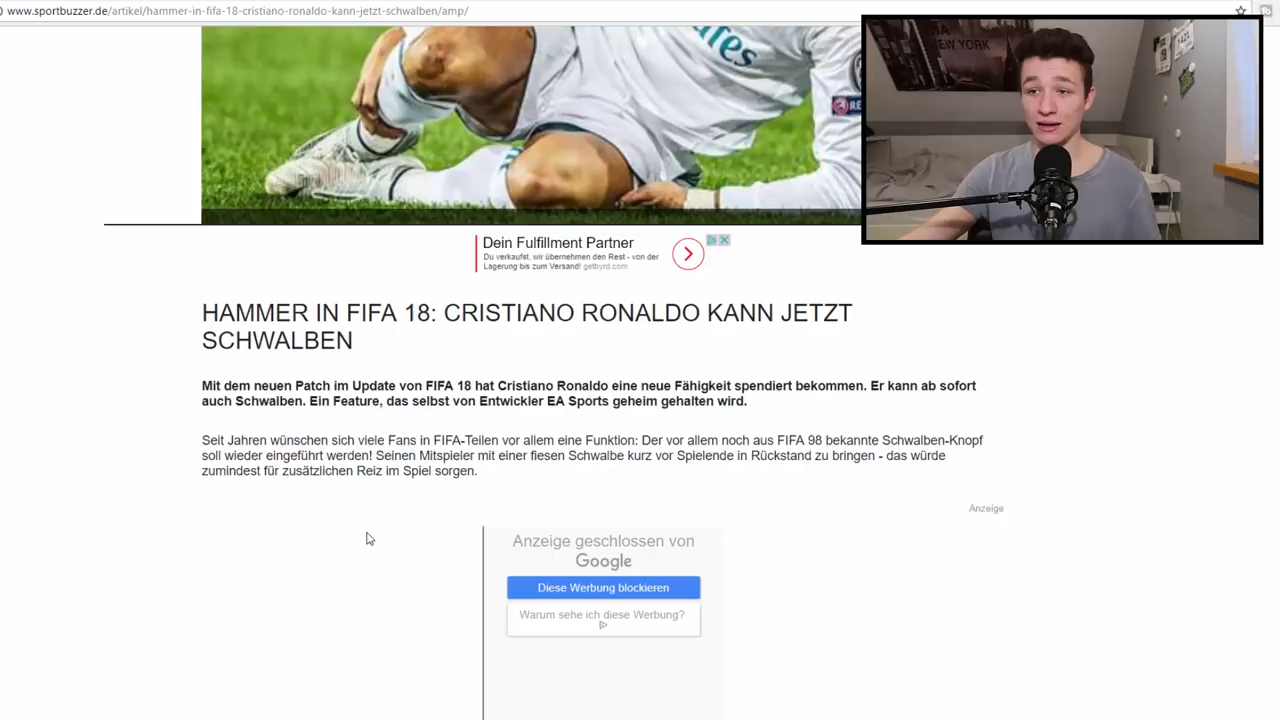 www.sportbuzzer.de/artikel/hammer-in-fifa-18-cristiano-ronaldo-kann-jetzt-schwalben/amp/
NEW YORK
Dein Fulfillment Partner
Du verkaufst, wir übernehmen den Rest - von der
Lagerung bis zum Versand! getbyrd.com
HAMMER IN FIFA 18: CRISTIANO RONALDO KANN JETZT
SCHWALBEN
Mit dem neuen Patch im Update von FIFA 18 hat Cristiano Ronaldo eine neue Fähigkeit spendiert bekommen. Er kann ab sofort
auch Schwalben. Ein Feature, das selbst von Entwickler EA Sports geheim gehalten wird.
Seit Jahren wünschen sich viele Fans in FIFA-Teilen vor allem eine Funktion: Der vor allem noch aus FIFA 98 bekannte Schwalben-Knopf
soll wieder eingeführt werden! Seinen Mitspieler mit einer fiesen Schwalbe kurz vor Spielende in Rückstand zu bringen - das würde
zumindest für zusätzlichen Reiz im Spiel sorgen.
Anzeige
Anzeige geschlossen von
Google
Diese Werbung blockieren
Warum sehe ich diese Werbung?